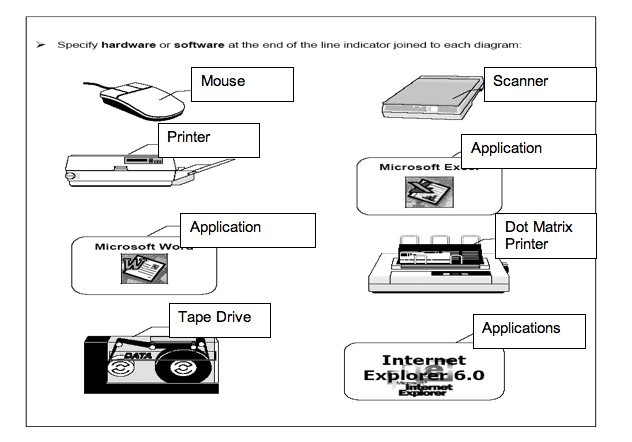 ➢ Specify hardware or software at the end of the line indicator joined to each diagram:
Mouse
Scanner
Printer
Application
Microsoft Excel
Application
Microsoft Word
Dot Matrix
Printer
Tape Drive
DATA
Applications
Internet
Explorer 6.0
Microsoft
Internet
Explorer